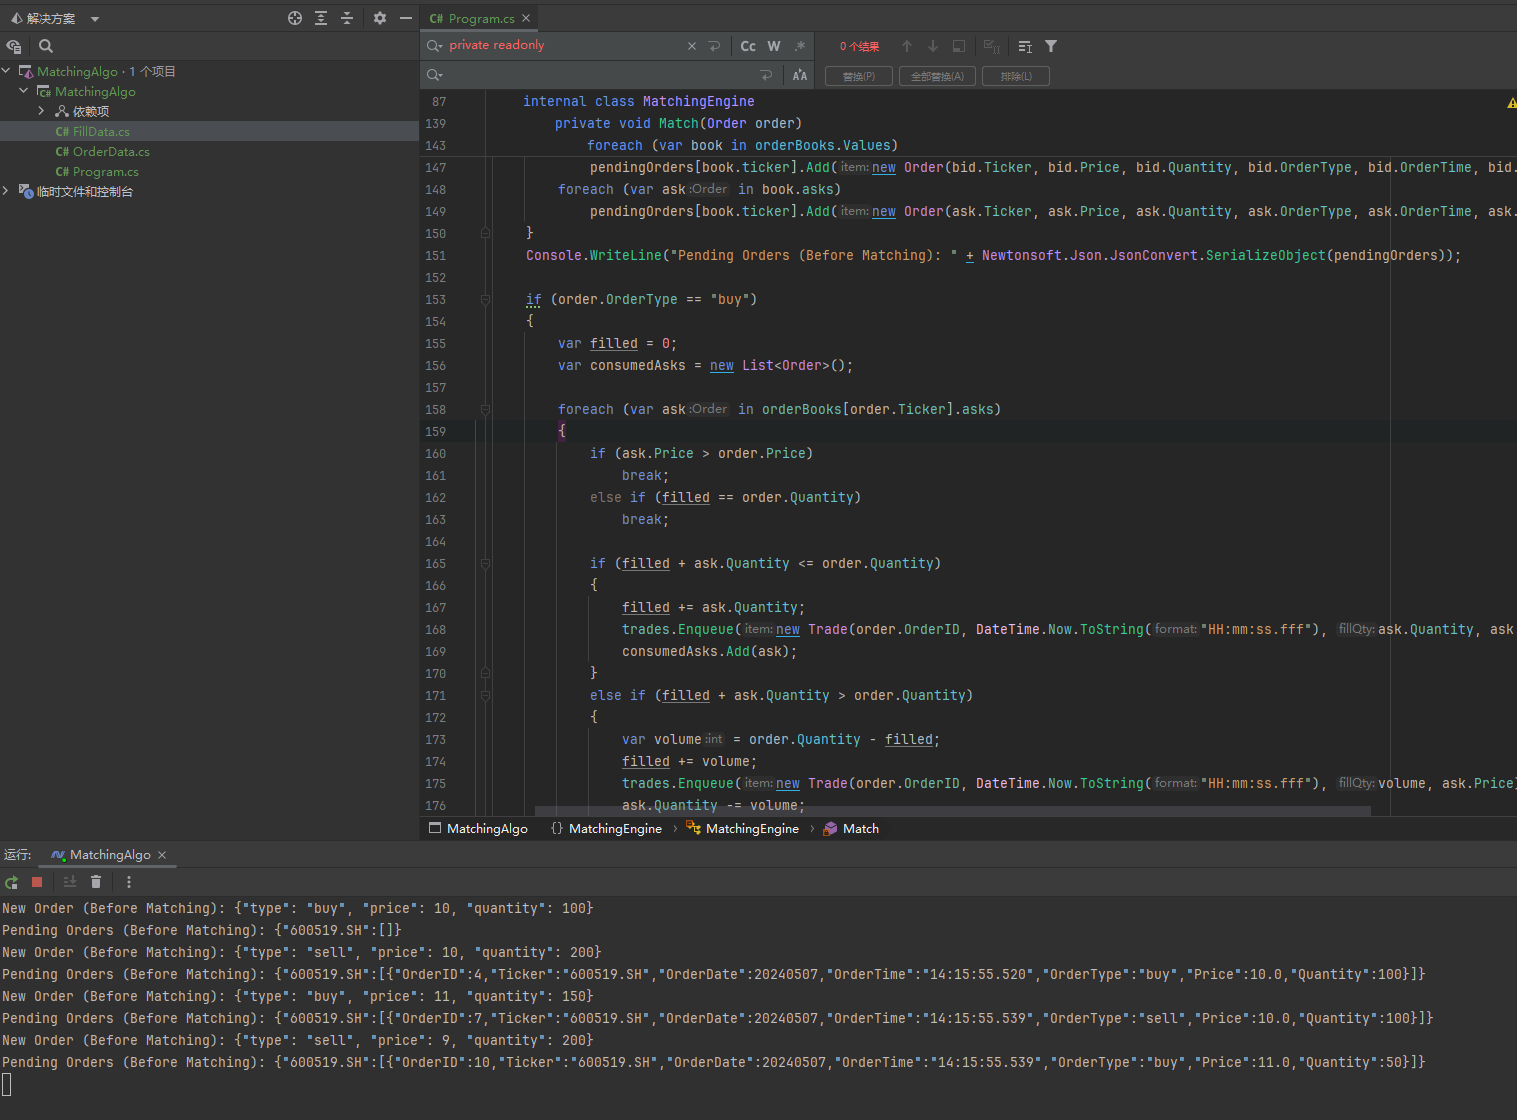 解决方案
Program.cs
private readonly
Cc W .*
0 个结果
替换(P) 全部替换(A) 排除(L)
MatchingAlgo · 1 个项目
MatchingAlgo
依赖项
C# FillData.cs
C# OrderData.cs
C# Program.cs
临时文件和控制台
87 internal class MatchingEngine
139 private void Match(Order order)
143 foreach (var book in orderBooks.Values)
147 pendingOrders[book.ticker].Add(item:new Order(bid.Ticker, bid.Price, bid.Quantity, bid.OrderType, bid.OrderTime, bid.
148 foreach (var ask:Order in book.asks)
149 pendingOrders[book.ticker].Add(item:new Order(ask.Ticker, ask.Price, ask.Quantity, ask.OrderType, ask.OrderTime, ask.
150 }
151 Console.WriteLine("Pending Orders (Before Matching): " + Newtonsoft.Json.JsonConvert.SerializeObject(pendingOrders));
152
153 if (order.OrderType == "buy")
154 {
155 var filled = 0;
156 var consumedAsks = new List<Order>();
157
158 foreach (var ask:Order in orderBooks[order.Ticker].asks)
159 {
160 if (ask.Price > order.Price)
161 break;
162 else if (filled == order.Quantity)
163 break;
164
165 if (filled + ask.Quantity <= order.Quantity)
166 {
167 filled += ask.Quantity;
168 trades.Enqueue(item:new Trade(order.OrderID, DateTime.Now.ToString(format:"HH:mm:ss.fff"), fillQty:ask.Quantity, ask
169 consumedAsks.Add(ask);
170 }
171 else if (filled + ask.Quantity > order.Quantity)
172 {
173 var volume:int = order.Quantity - filled;
174 filled += volume;
175 trades.Enqueue(item:new Trade(order.OrderID, DateTime.Now.ToString(format:"HH:mm:ss.fff"), fillQty:volume, ask.Price)
176 ask.Quantity -= volume;
MatchingAlgo {} MatchingEngine › MatchingEngine › Match
运行: MatchingAlgo
New Order (Before Matching): {"type": "buy", "price": 10, "quantity": 100}
Pending Orders (Before Matching): {"600519.SH":[]}
New Order (Before Matching): {"type": "sell", "price": 10, "quantity": 200}
Pending Orders (Before Matching): {"600519.SH":[{"OrderID":4,"Ticker":"600519.SH","OrderDate":20240507,"OrderTime":"14:15:55.520","OrderType":"buy","Price":10.0,"Quantity":100}]}
New Order (Before Matching): {"type": "buy", "price": 11, "quantity": 150}
Pending Orders (Before Matching): {"600519.SH":[{"OrderID":7,"Ticker":"600519.SH","OrderDate":20240507,"OrderTime":"14:15:55.539","OrderType":"sell","Price":10.0,"Quantity":100}]}
New Order (Before Matching): {"type": "sell", "price": 9, "quantity": 200}
Pending Orders (Before Matching): {"600519.SH":[{"OrderID":10,"Ticker":"600519.SH","OrderDate":20240507,"OrderTime":"14:15:55.539","OrderType":"buy","Price":11.0,"Quantity":50}]}